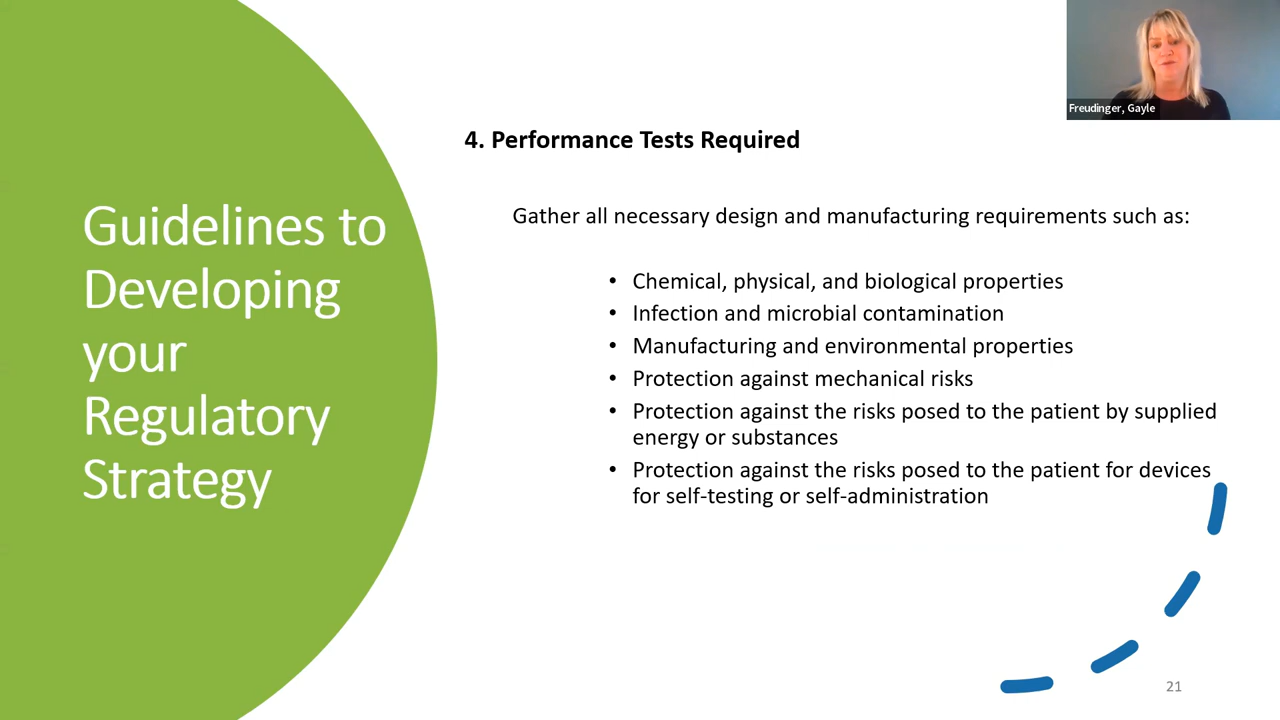 Freudinger, Gayle
4. Performance Tests Required
Guidelines to
Developing
your
Regulatory
Strategy
Gather all necessary design and manufacturing requirements such as:
• Chemical, physical, and biological properties
• Infection and microbial contamination
• Manufacturing and environmental properties
• Protection against mechanical risks
• Protection against the risks posed to the patient by supplied
energy or substances
• Protection against the risks posed to the patient for devices
for self-testing or self-administration
21